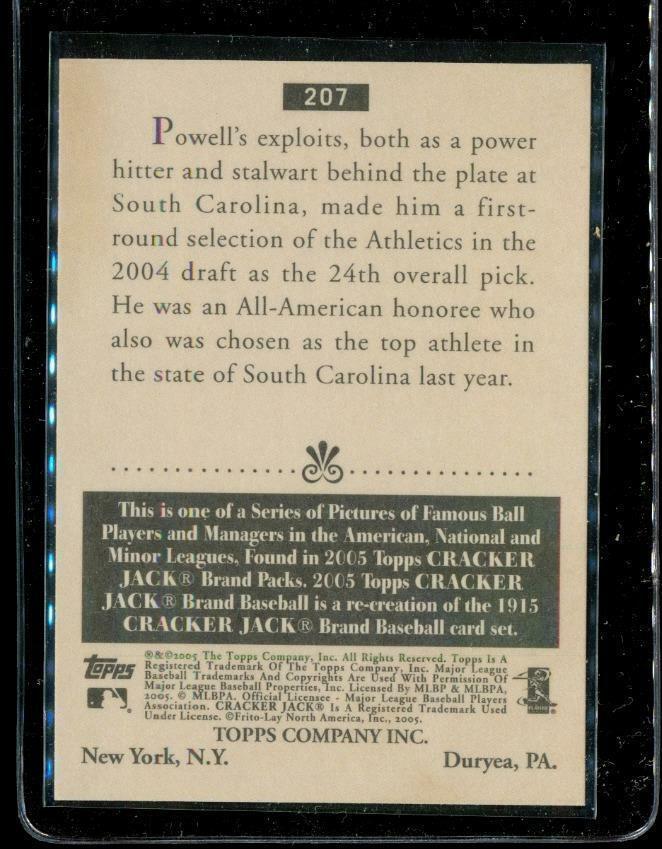 207
Powell's exploits, both as a power
hitter and stalwart behind the plate at
South Carolina, made him a first-
round selection of the Athletics in the
2004 draft as the 24th overall pick.
He was an All-American honoree who
also was chosen as the top athlete in
the state of South Carolina last year.
This is one of a Series of Pictures of Famous Ball
Players and Managers in the American, National and
Minor Leagues, Found in 2005 Topps CRACKER
JACK® Brand Packs. 2005 Topps CRACKER
JACK® Brand Baseball is a re-creation of the 1915
CRACKER JACK® Brand Baseball card set.
topps
®&©2005 The Topps Company, Inc. All Rights Reserved. Topps Is A
Registered Trademark Of The Topps Company, Inc. Major League
Baseball Trademarks And Copyrights Are Used With Permission Of
Major League Baseball Properties, Inc. Licensed By MLBP & MLBPA,
2005. © MLBPA. Official Licensee - Major League Baseball Players
Association. CRACKER JACK® Is A Registered Trademark Used
Under License. ©Frito-Lay North America, Inc., 2005.
TOPPS COMPANY INC.
New York, N.Y. Duryea, PA.